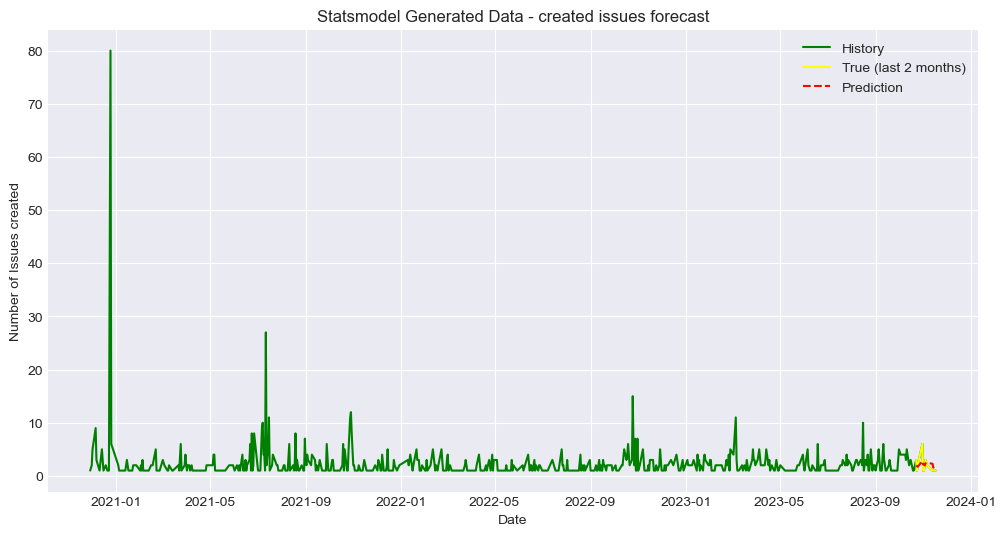 Statsmodel Generated Data - created issues forecast
History
True (last 2 months)
Prediction
Number of Issues created
80
70
60
50
40
30
20
10
0
2021-01 2021-05 2021-09 2022-01 2022-05 2022-09 2023-01 2023-05 2023-09 2024-01
Date